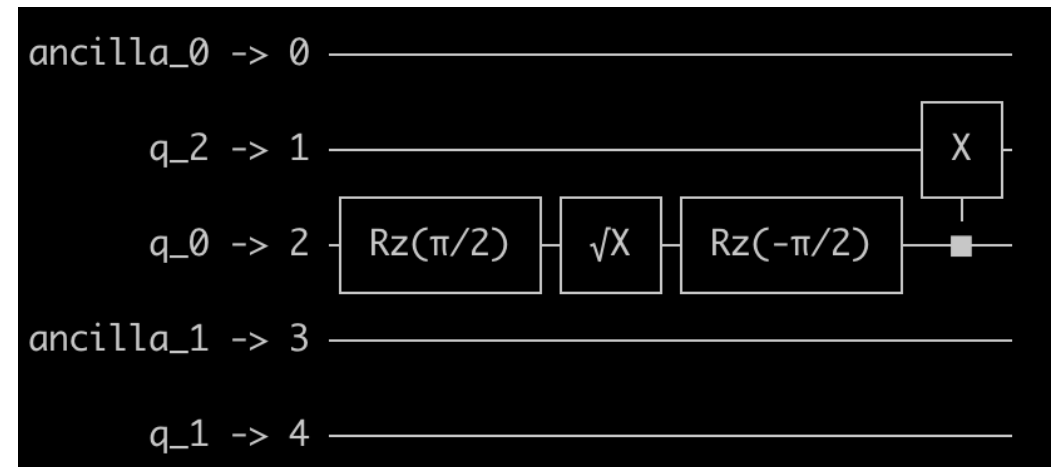 ancilla_0 -> 0
q_2 -> 1 X
q_0 -> 2 Rz(π/2) √X Rz(-π/2)
ancilla_1 -> 3
q_1 -> 4